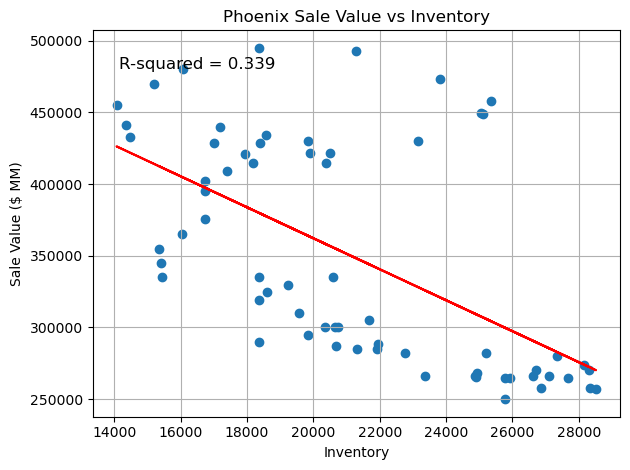 Phoenix Sale Value vs Inventory
R-squared = 0.339
Sale Value ($ MM)
500000
450000
400000
350000
300000
250000
14000 16000 18000 20000 22000 24000 26000 28000
Inventory